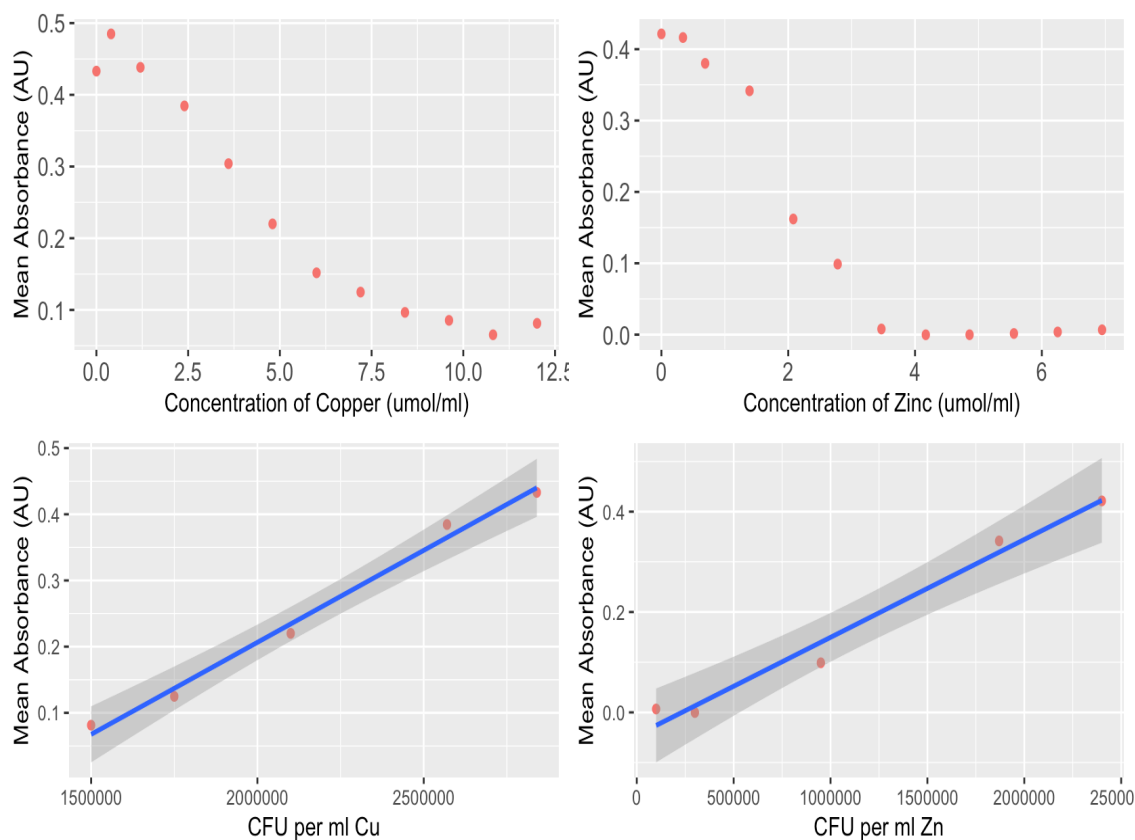 Mean Absorbance (AU)
0.5
0.4
0.3
0.2
0.1
0.0 2.5 5.0 7.5 10.0 12.5
Concentration of Copper (umol/ml)
Mean Absorbance (AU)
0.4
0.3
0.2
0.1
0.0
0 2 4 6
Concentration of Zinc (umol/ml)
Mean Absorbance (AU)
0.5
0.4
0.3
0.2
0.1
1500000 2000000 2500000
CFU per ml Cu
Mean Absorbance (AU)
0.4
0.2
0.0
0 500000 1000000 1500000 2000000 25000
CFU per ml Zn